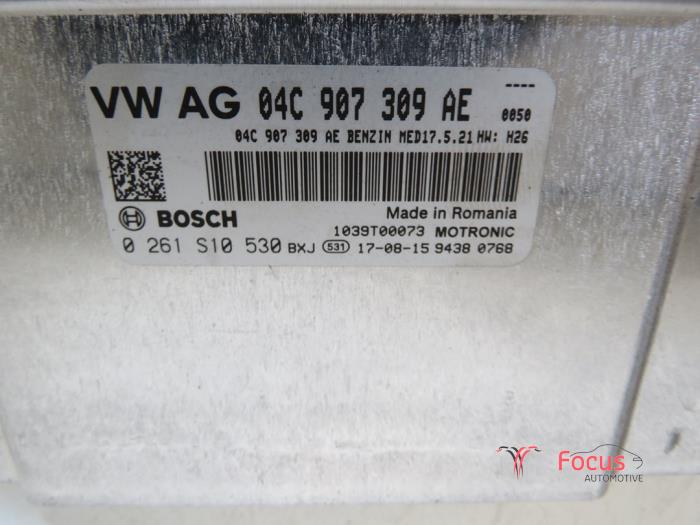 ----
VW AG 04C 907 309 AE 0050
04C 907 309 AE BENZIN MED17.5.21 HW: H26
BOSCH Made in Romania
1039T00073 MOTRONIC
0 261 S10 530 BXJ 531 17-08-15 9438 0768
Focus
AUTOMOTIVE